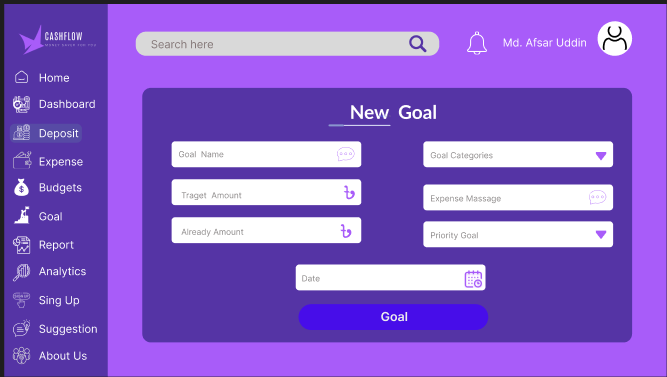 CASHFLOW
MONEY SAVER FOR YOU
Search here
Md. Afsar Uddin
Home
Dashboard
Deposit
Expense
Budgets
Goal
Report
Analytics
Sing Up
Suggestion
About Us
New Goal
Goal Name
Goal Categories
Traget Amount
৳
Expense Massage
Already Amount
৳
Priority Goal
Date
Goal